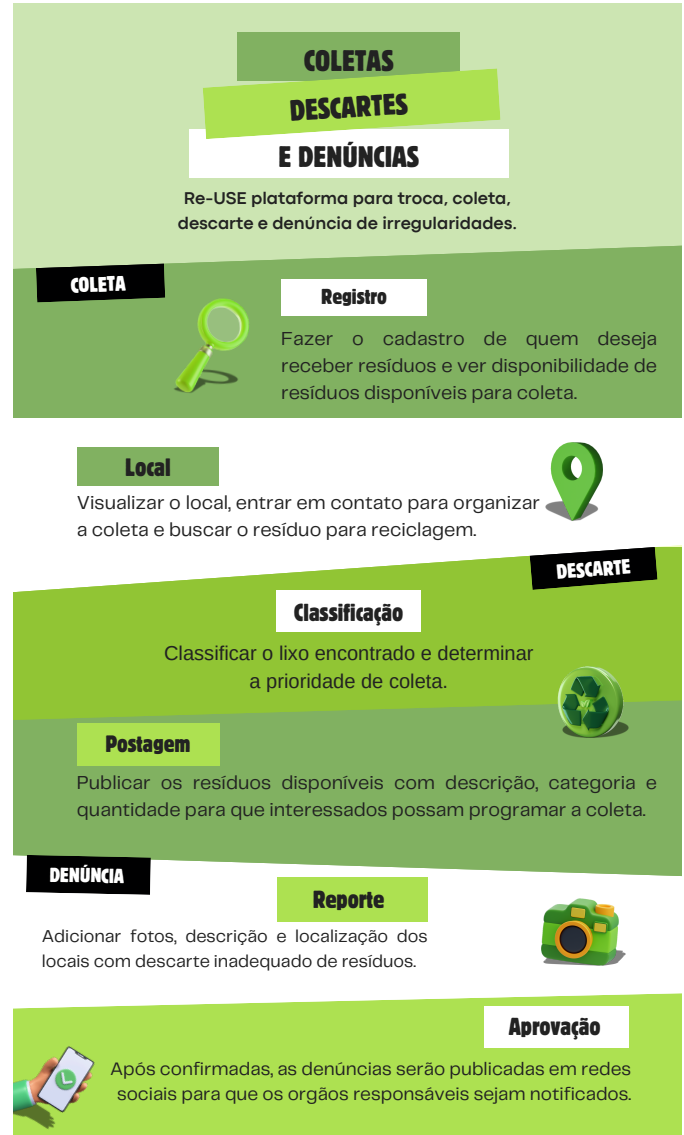 COLETAS
DESCARTES
E DENÚNCIAS
Re-USE plataforma para troca, coleta,
descarte e denúncia de irregularidades.
COLETA
Registro
Fazer o cadastro de quem deseja
receber resíduos e ver disponibilidade de
resíduos disponíveis para coleta.
Local
Visualizar o local, entrar em contato para organizar
a coleta e buscar o resíduo para reciclagem.
DESCARTE
Classificação
Classificar o lixo encontrado e determinar
a prioridade de coleta.
Postagem
Publicar os resíduos disponíveis com descrição, categoria e
quantidade para que interessados possam programar a coleta.
DENÚNCIA
Reporte
Adicionar fotos, descrição e localização dos
locais com descarte inadequado de resíduos.
Aprovação
Após confirmadas, as denúncias serão publicadas em redes
sociais para que os orgãos responsáveis sejam notificados.